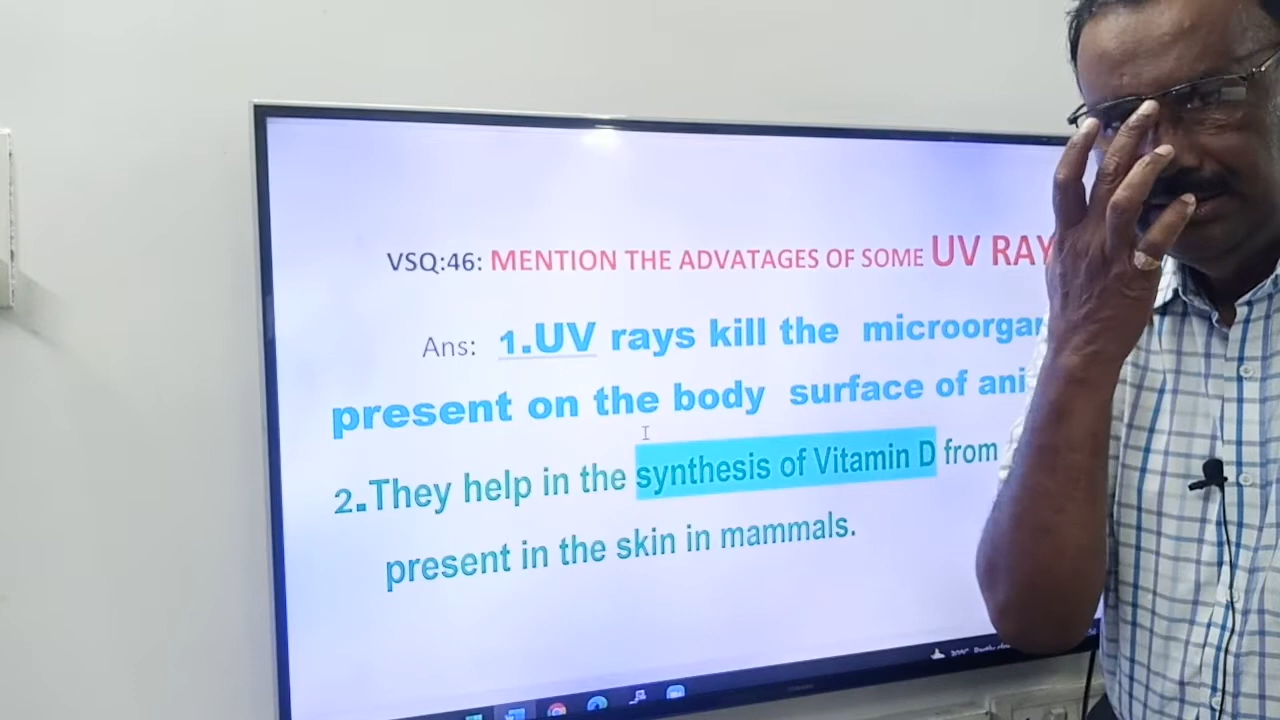 VSQ:46: MENTION THE ADVATAGES OF SOME UV RAY
Ans: 1.UV rays kill the microorgan
present on the body surface of ani
2.They help in the synthesis of Vitamin D from
present in the skin in mammals.